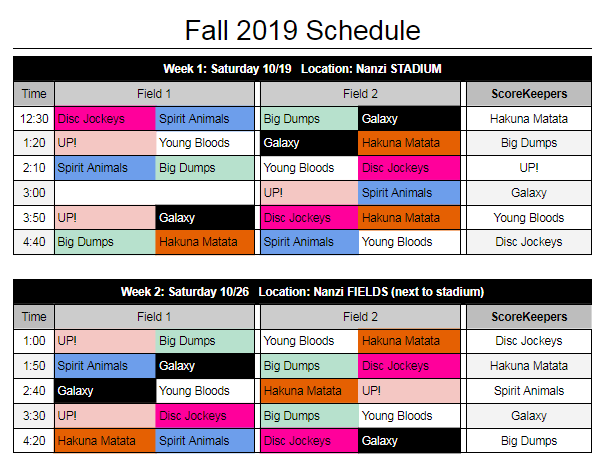 Fall 2019 Schedule
Week 1: Saturday 10/19 Location: Nanzi STADIUM
Time Field 1 Field 2 ScoreKeepers
12:30 Disc Jockeys Spirit Animals Big Dumps Galaxy Hakuna Matata
1:20 UP! Young Bloods Galaxy Hakuna Matata Big Dumps
2:10 Spirit Animals Big Dumps Young Bloods Disc Jockeys UP!
3:00 UP! Spirit Animals Galaxy
3:50 UP! Galaxy Disc Jockeys Hakuna Matata Young Bloods
4:40 Big Dumps Hakuna Matata Spirit Animals Young Bloods Disc Jockeys
Week 2: Saturday 10/26 Location: Nanzi FIELDS (next to stadium)
Time Field 1 Field 2 ScoreKeepers
1:00 UP! Big Dumps Young Bloods Hakuna Matata Disc Jockeys
1:50 Spirit Animals Galaxy Big Dumps Disc Jockeys Hakuna Matata
2:40 Galaxy Young Bloods Hakuna Matata UP! Spirit Animals
3:30 UP! Disc Jockeys Big Dumps Young Bloods Galaxy
4:20 Hakuna Matata Spirit Animals Disc Jockeys Galaxy Big Dumps